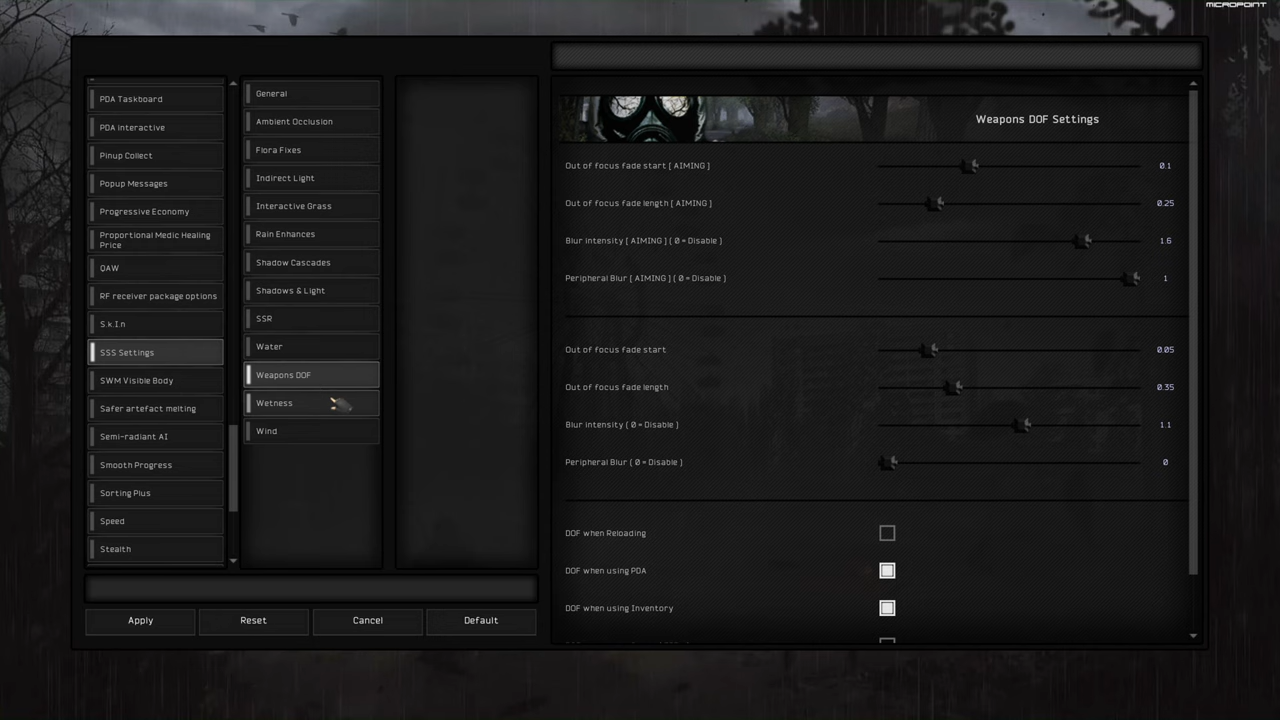 MICROPOINT
PDA Taskboard
PDA interactive
Pinup Collect
Popup Messages
Progressive Economy
Proportional Medic Healing
Price
QAW
RF receiver package options
S.k.I.n
SSS Settings
SWM Visible Body
Safer artefact melting
Semi-radiant AI
Smooth Progress
Sorting Plus
Speed
Stealth
General
Ambient Occlusion
Flora Fixes
Indirect Light
Interactive Grass
Rain Enhances
Shadow Cascades
Shadows & Light
SSR
Water
Weapons DOF
Wetness
Wind
Apply
Reset
Cancel
Default
Weapons DOF Settings
Out of focus fade start [ AIMING ] 0.1
Out of focus fade length [ AIMING ] 0.25
Blur intensity [ AIMING ] ( 0 = Disable ) 1.6
Peripheral Blur [ AIMING ] ( 0 = Disable ) 1
Out of focus fade start 0.05
Out of focus fade length 0.35
Blur intensity ( 0 = Disable ) 1.1
Peripheral Blur ( 0 = Disable ) 0
DOF when Reloading
DOF when using PDA
DOF when using Inventory